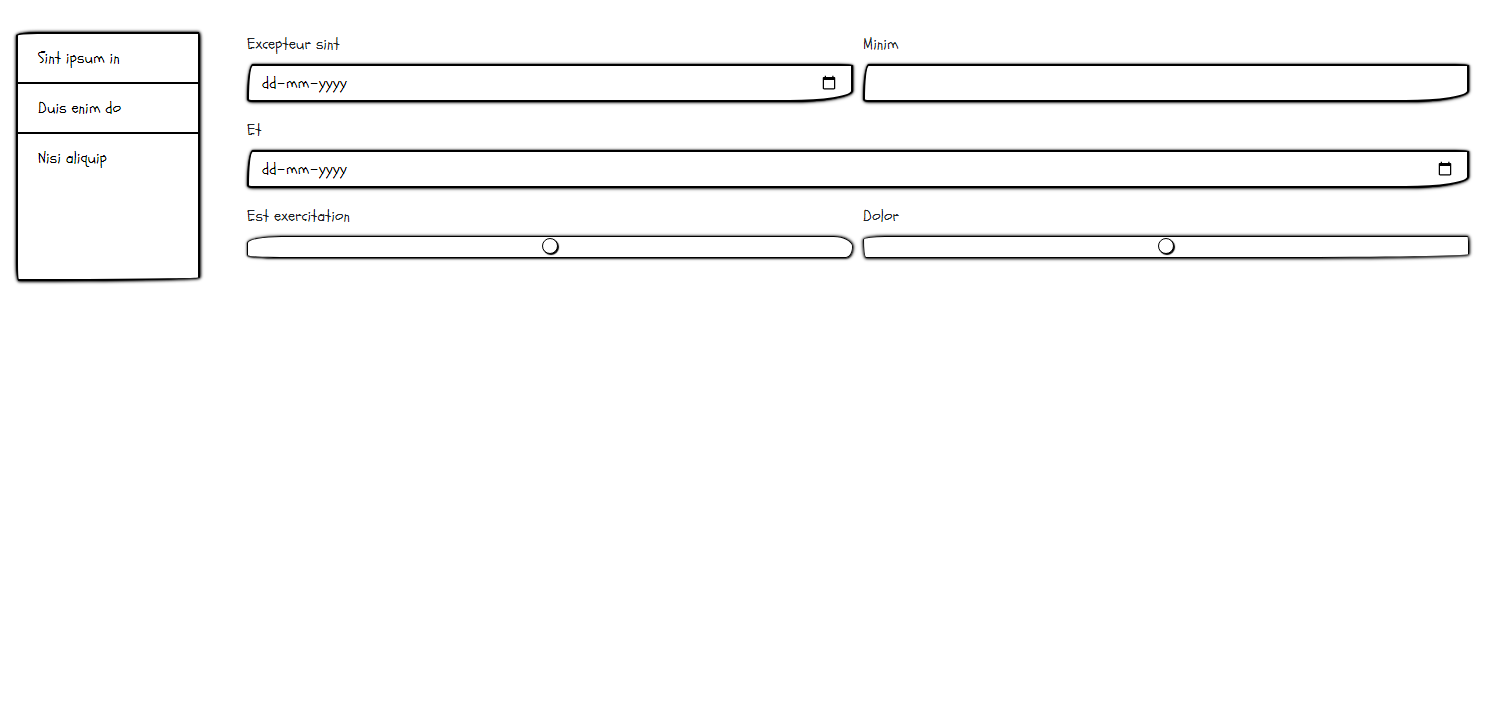 Sint ipsum in
Duis enim do
Nisi aliquip
Excepteur sint
dd-mm-yyyy
Minim
Et
dd-mm-yyyy
Est exercitation
Dolor